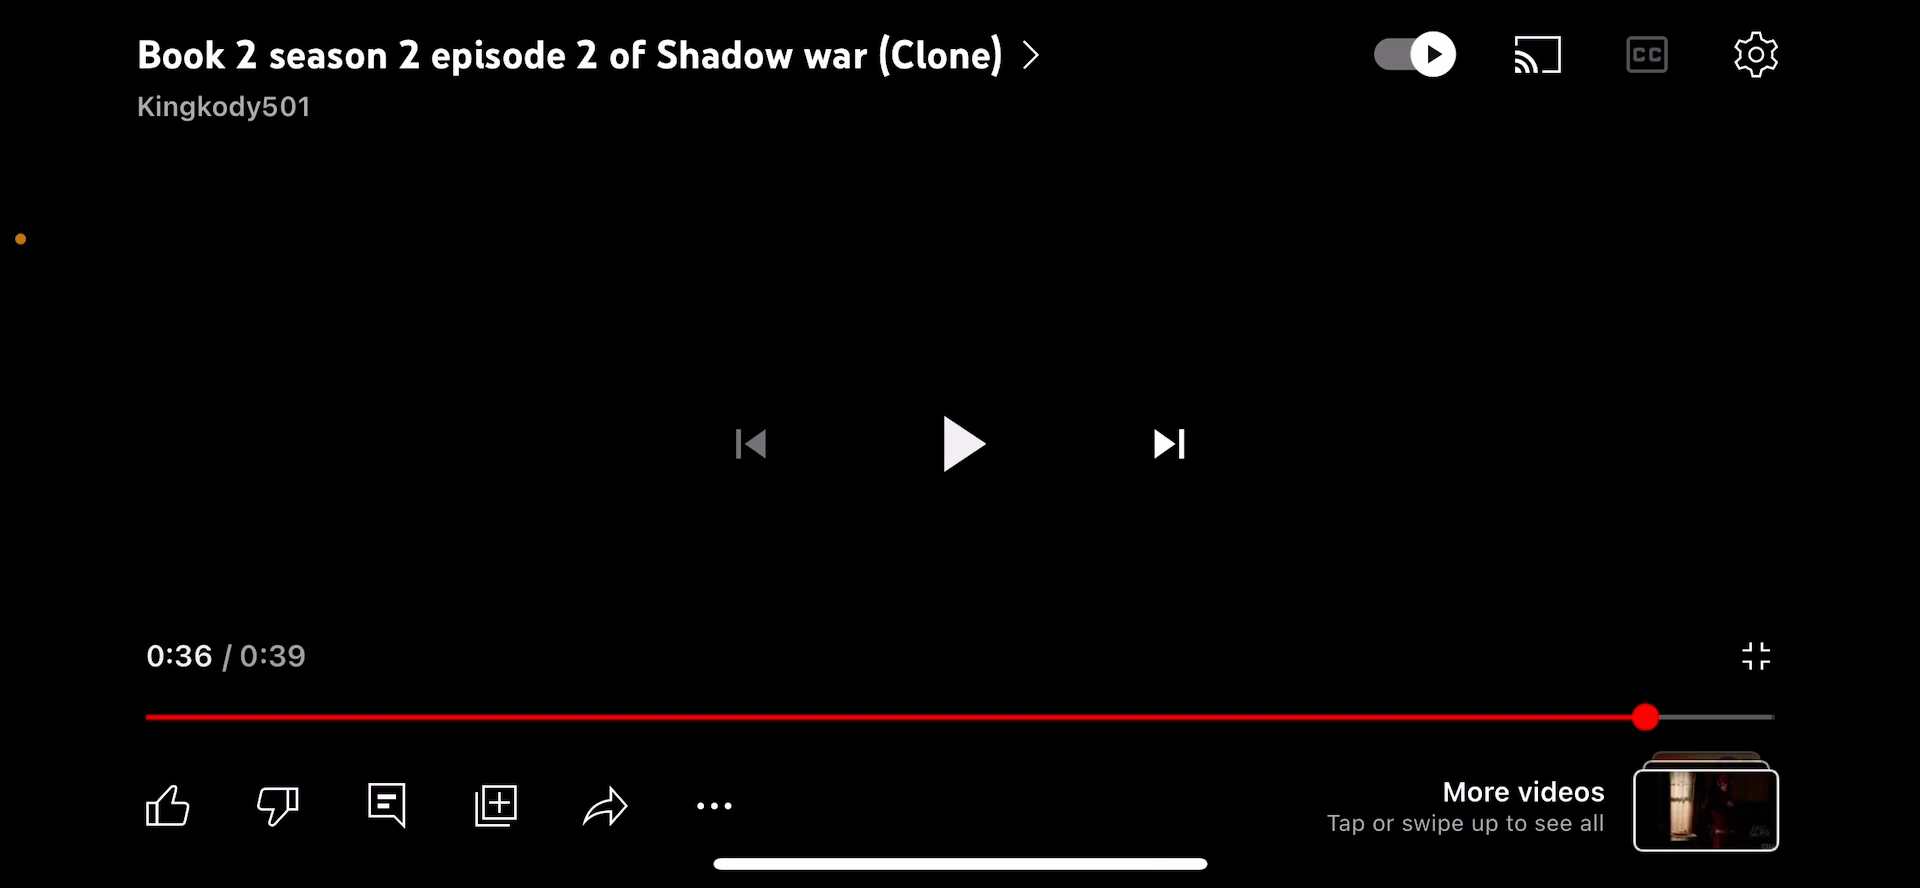 Book 2 season 2 episode 2 of Shadow war (Clone)
Kingkody501
CC
0:36 / 0:39
More videos
Tap or swipe up to see all